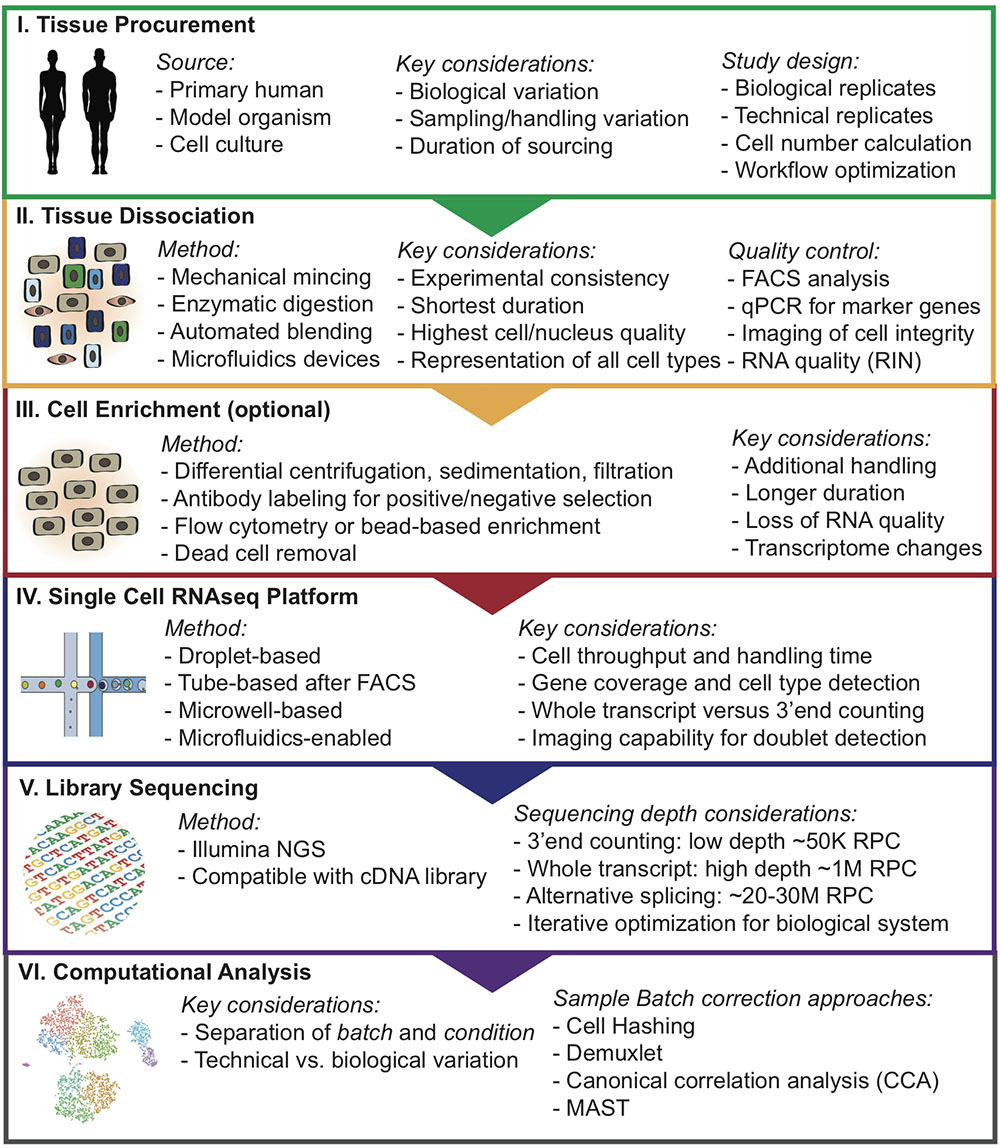 I. Tissue Procurement
Source:
- Primary human
- Model organism
- Cell culture
Key considerations:
- Biological variation
- Sampling/handling variation
- Duration of sourcing
Study design:
- Biological replicates
- Technical replicates
- Cell number calculation
- Workflow optimization
II. Tissue Dissociation
Method:
- Mechanical mincing
- Enzymatic digestion
- Automated blending
- Microfluidics devices
Key considerations:
- Experimental consistency
- Shortest duration
- Highest cell/nucleus quality
- Representation of all cell types
Quality control:
- FACS analysis
- qPCR for marker genes
- Imaging of cell integrity
- RNA quality (RIN)
III. Cell Enrichment (optional)
Method:
- Differential centrifugation, sedimentation, filtration
- Antibody labeling for positive/negative selection
- Flow cytometry or bead-based enrichment
- Dead cell removal
Key considerations:
- Additional handling
- Longer duration
- Loss of RNA quality
- Transcriptome changes
IV. Single Cell RNAseq Platform
Method:
- Droplet-based
- Tube-based after FACS
- Microwell-based
- Microfluidics-enabled
Key considerations:
- Cell throughput and handling time
- Gene coverage and cell type detection
- Whole transcript versus 3’end counting
- Imaging capability for doublet detection
V. Library Sequencing
Method:
- Illumina NGS
- Compatible with cDNA library
Sequencing depth considerations:
- 3’end counting: low depth ~50K RPC
- Whole transcript: high depth ~1M RPC
- Alternative splicing: ~20-30M RPC
- Iterative optimization for biological system
VI. Computational Analysis
Key considerations:
- Separation of batch and condition
- Technical vs. biological variation
Sample Batch correction approaches:
- Cell Hashing
- Demuxlet
- Canonical correlation analysis (CCA)
- MAST